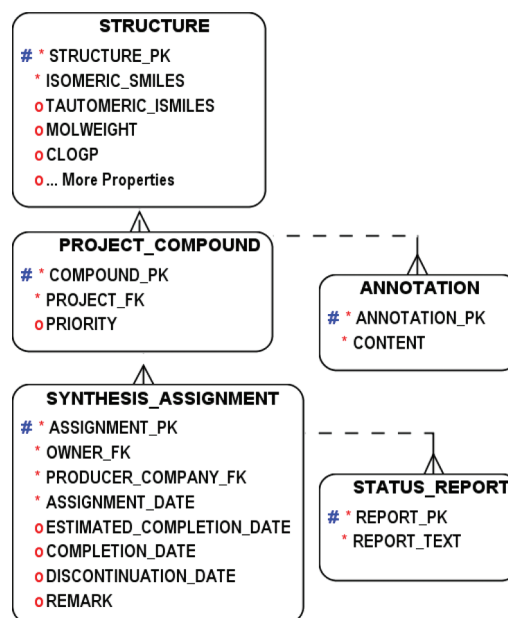 STRUCTURE
# * STRUCTURE_PK
* ISOMERIC_SMILES
o TAUTOMERIC_ISMILES
o MOLWEIGHT
o CLOGP
o ... More Properties
PROJECT_COMPOUND
# * COMPOUND_PK
* PROJECT_FK
o PRIORITY
ANNOTATION
# * ANNOTATION_PK
* CONTENT
SYNTHESIS_ASSIGNMENT
# * ASSIGNMENT_PK
* OWNER_FK
* PRODUCER_COMPANY_FK
* ASSIGNMENT_DATE
o ESTIMATED_COMPLETION_DATE
o COMPLETION_DATE
o DISCONTINUATION_DATE
o REMARK
STATUS_REPORT
# * REPORT_PK
* REPORT_TEXT